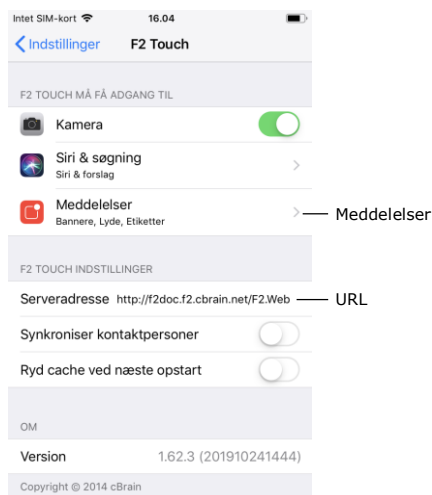 Intet SIM-kort 16.04
Indstillinger F2 Touch
F2 TOUCH MÅ FÅ ADGANG TIL
Kamera
Siri & søgning
Siri & forslag
Meddelelser
Bannere, Lyde, Etiketter
Meddelelser
F2 TOUCH INDSTILLINGER
Serveradresse http://f2doc.f2.cbrain.net/F2.Web
URL
Synkroniser kontaktpersoner
Ryd cache ved næste opstart
OM
Version 1.62.3 (201910241444)
Copyright © 2014 cBrain